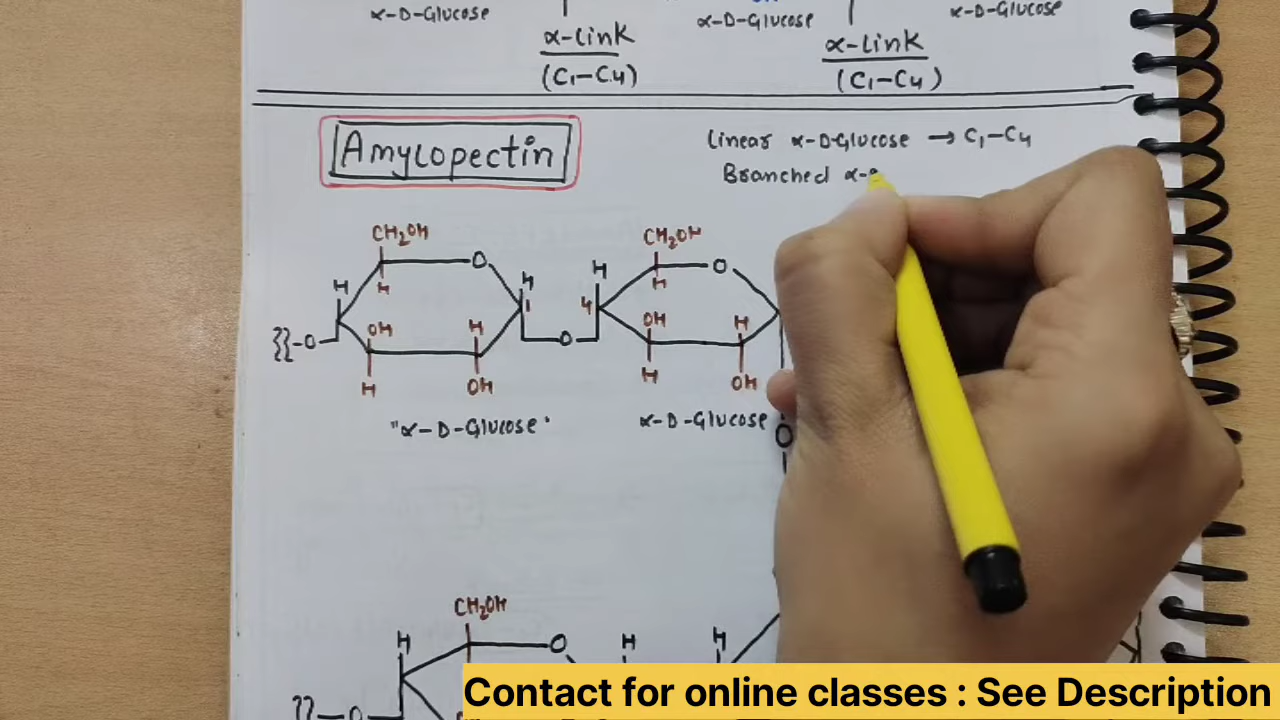 α-D-Glucose α-D-Glucose α-D-Glucose
α-Link α-Link
(C₁-C₄) (C₁-C₄)
Amylopectin
Linear α-D-Glucose → C₁-C₄
Branched α-
CH₂OH CH₂OH
H H O H H H O
H 1 4
}}-O OH H O OH H
H OH H OH
"α-D-Glucose" α-D-Glucose
O
CH₂OH
H O H H
}}-O
Contact for online classes : See Description